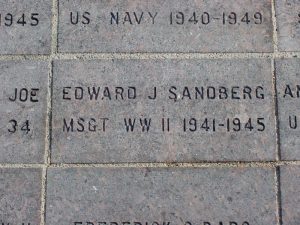 1945 US NAVY 1940-1949
JOE EDWARD J SANDBERG
34 MSGT WW II 1941-1945